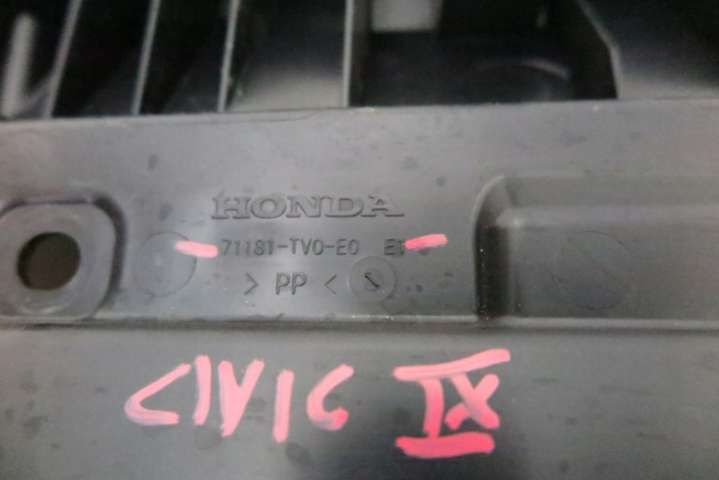 HONDA
71181-TV0-E0
> PP <
CIVIC IX